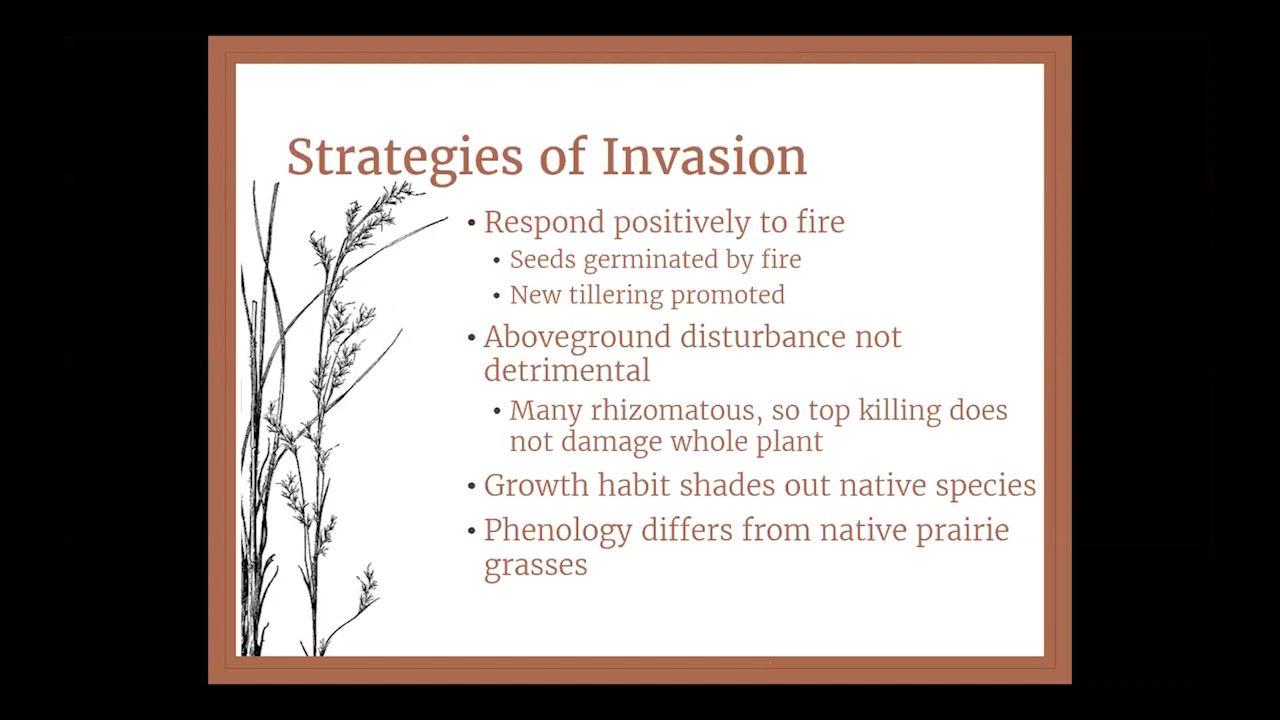 Strategies of Invasion
• Respond positively to fire
• Seeds germinated by fire
• New tillering promoted
• Aboveground disturbance not
detrimental
• Many rhizomatous, so top killing does
not damage whole plant
• Growth habit shades out native species
• Phenology differs from native prairie
grasses